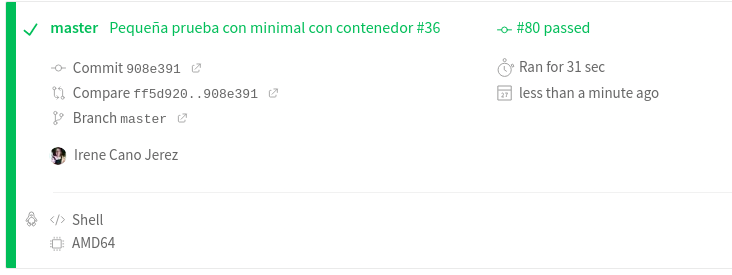 master Pequeña prueba con minimal con contenedor #36
#80 passed
Commit 908e391
Ran for 31 sec
Compare ff5d920..908e391
27
less than a minute ago
Branch master
Irene Cano Jerez
</> Shell
AMD64